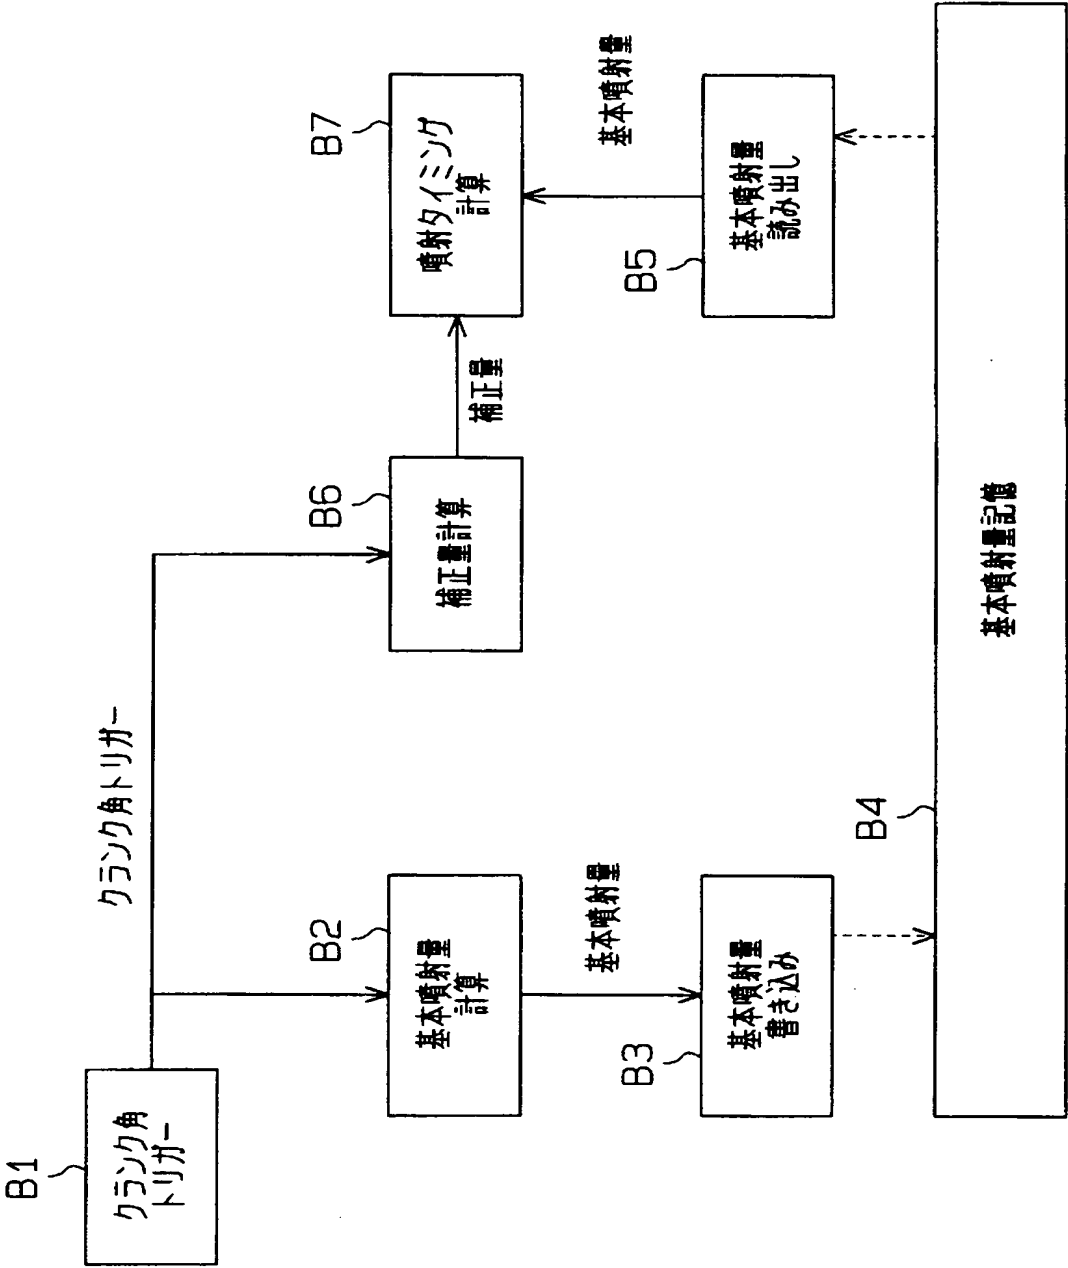 B1
クランク角
トリガー
クランク角トリガー
B2
基本噴射量
計算
基本噴射量
B3
基本噴射量
書き込み
B4
基本噴射量記憶
B5
基本噴射量
読み出し
基本噴射量
B6
補正量計算
補正量
B7
噴射タイミング
計算